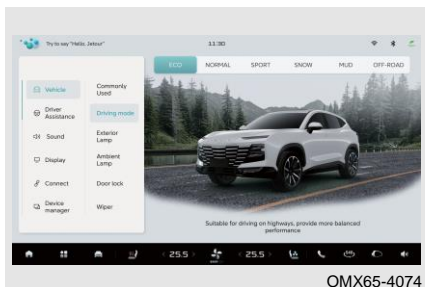 Try to say "Hello, Jetour"
11:30
ECO NORMAL SPORT SNOW MUD OFF-ROAD
Vehicle
Driver
Assistance
Sound
Display
Connect
Device
manager
Commonly
Used
Driving mode
Exterior
Lamp
Ambient
Lamp
Door lock
Wiper
Suitable for driving on highways, provide more balanced
performance
25.5 25.5
OMX65-4074